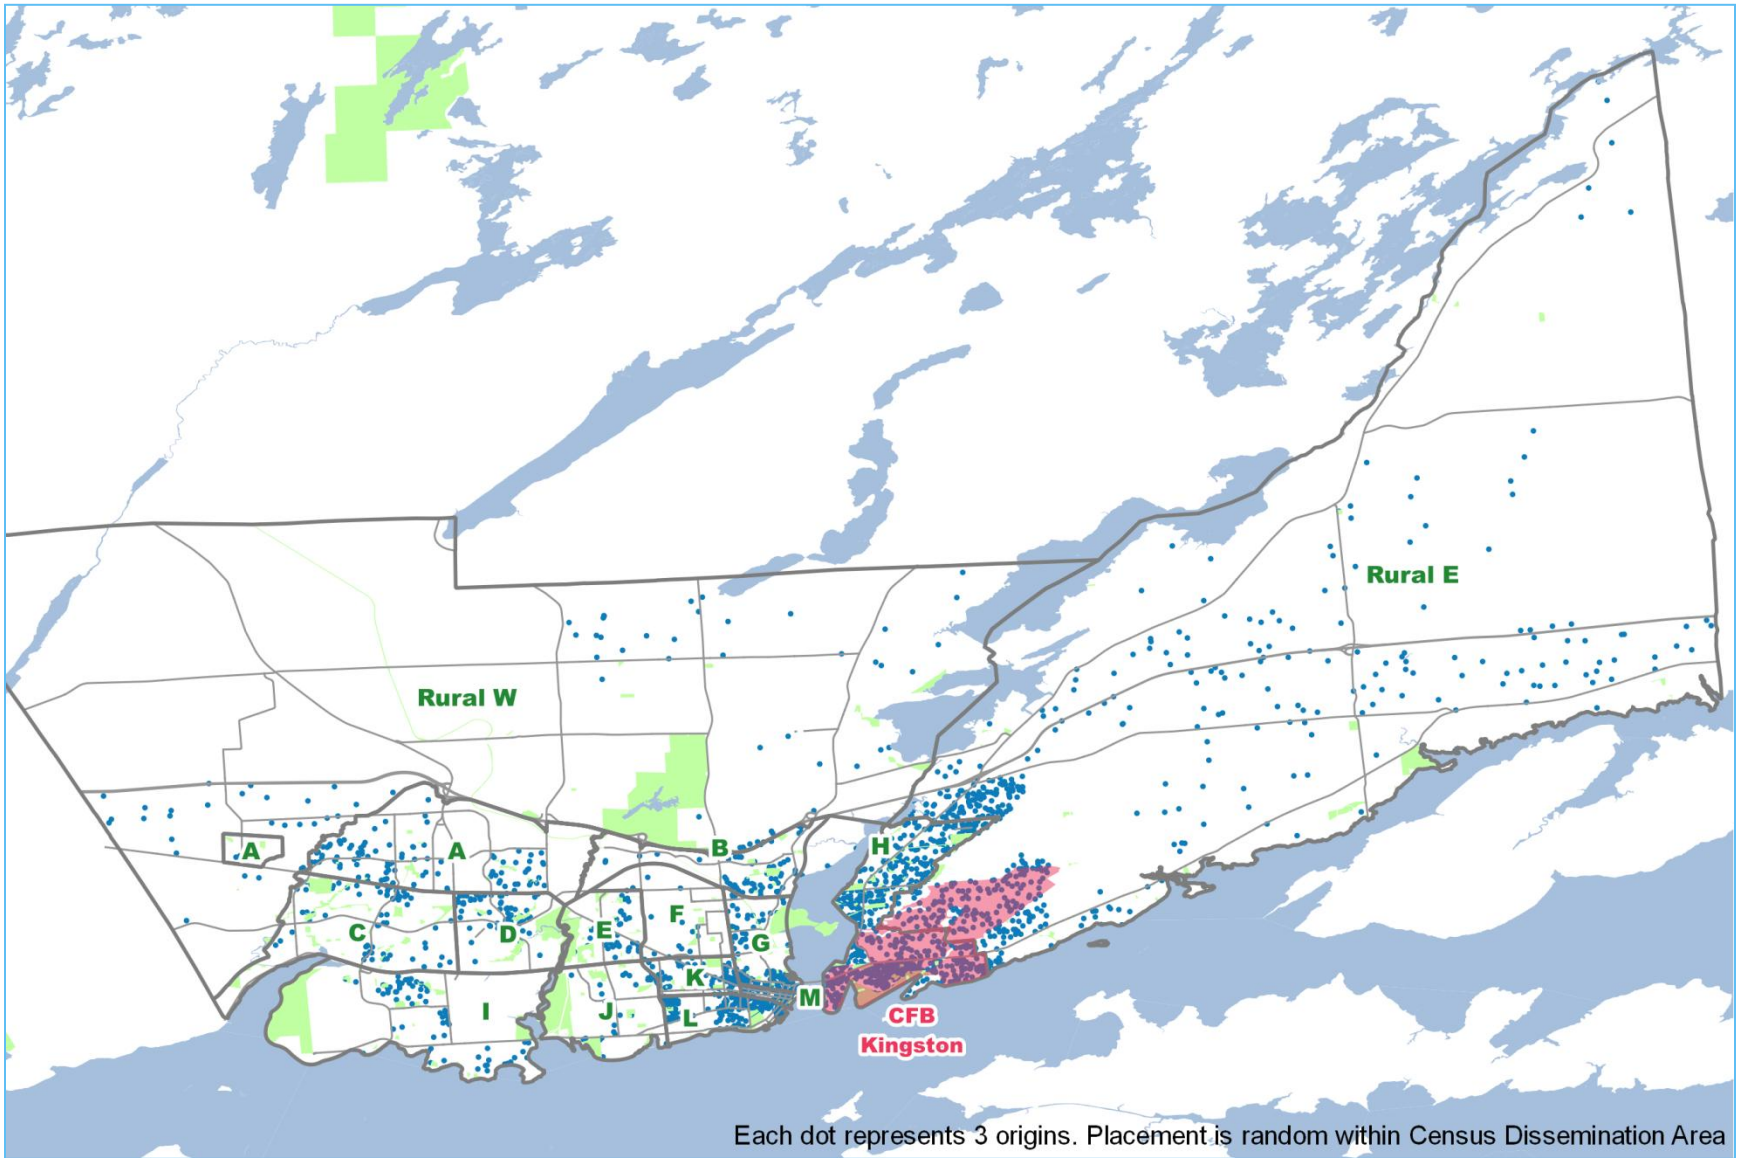 Rural E
Rural W
A
A
B
H
C
D
E
F
G
K
M
I
J
L
CFB
Kingston
Each dot represents 3 origins. Placement is random within Census Dissemination Area